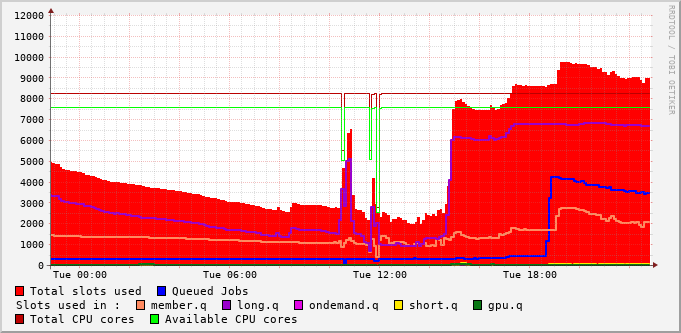 RRDTOOL / TOBI OETIKER
12000
11000
10000
9000
8000
7000
6000
5000
4000
3000
2000
1000
0
Tue 00:00 Tue 06:00 Tue 12:00 Tue 18:00
Total slots used Queued Jobs
Slots used in : member.q long.q ondemand.q short.q gpu.q
Total CPU cores Available CPU cores